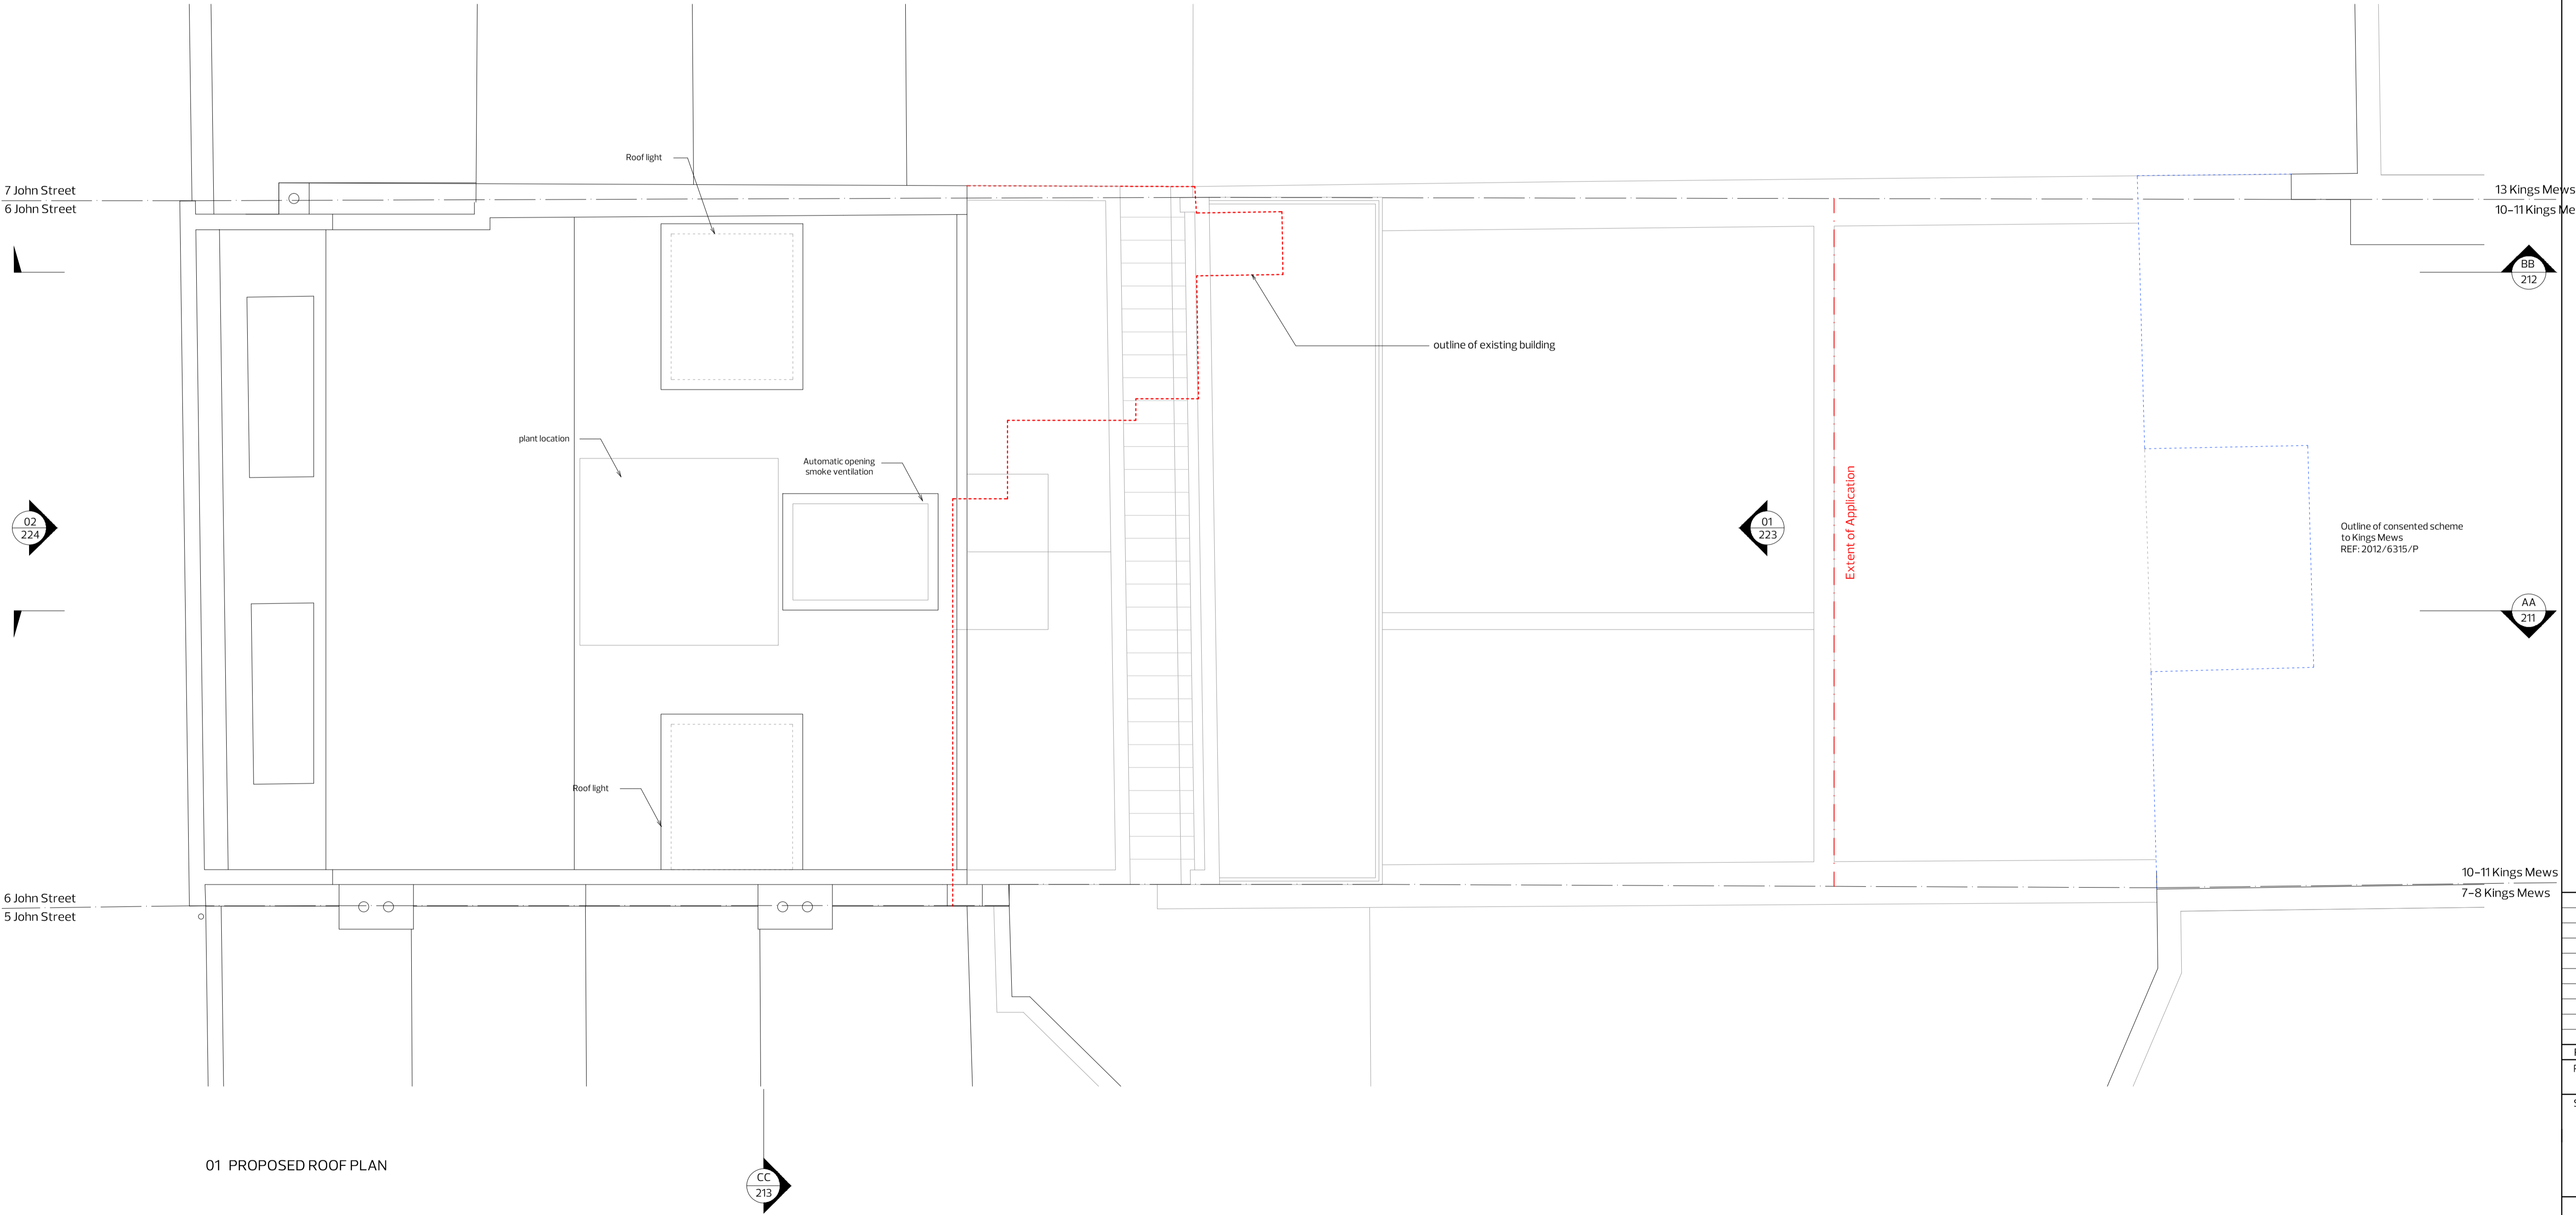 Roof light
7 John Street
6 John Street
13 Kings Mews
10-11 Kings Me
BB
212
outline of existing building
plant location
Automatic opening
smoke ventilation
Extent of Application
02
224
01
223
Outline of consented scheme
to Kings Mews
REF: 2012/6315/P
AA
211
Roof light
6 John Street
5 John Street
10-11 Kings Mews
7-8 Kings Mews
01 PROPOSED ROOF PLAN
CC
213